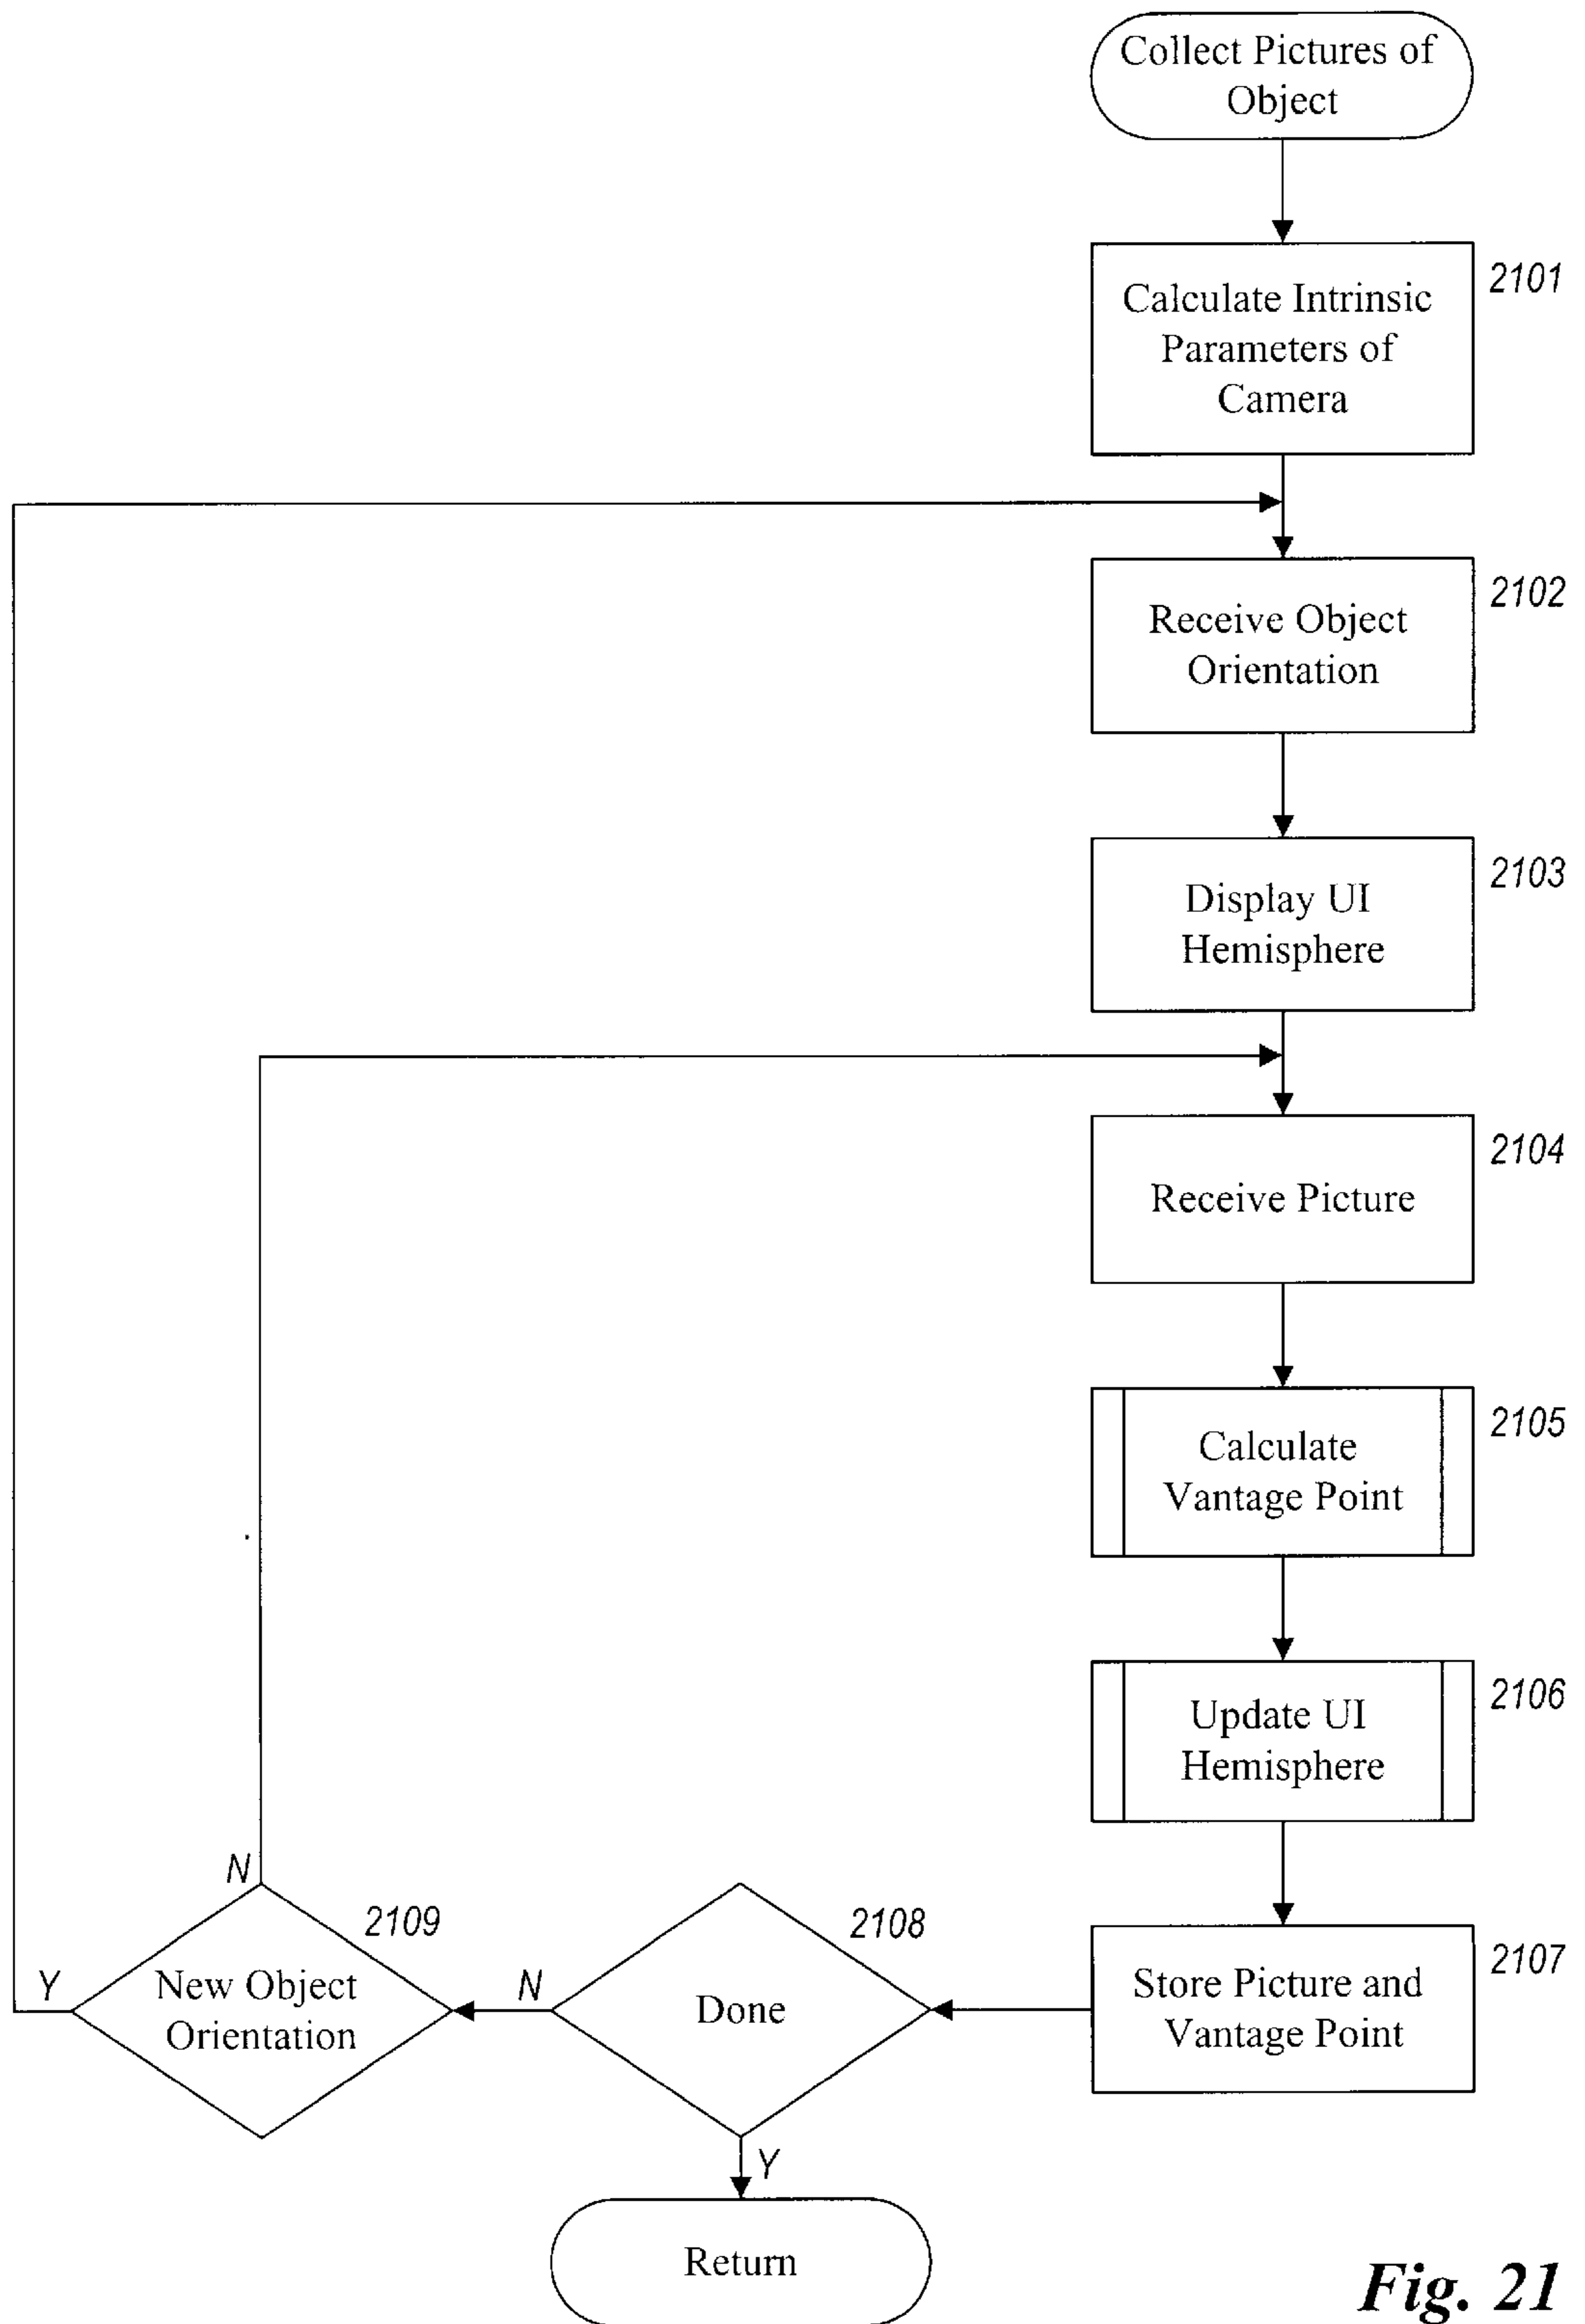 Collect Pictures of
Object
2101
Calculate Intrinsic
Parameters of
Camera
2102
Receive Object
Orientation
2103
Display UI
Hemisphere
2104
Receive Picture
2105
Calculate
Vantage Point
2106
Update UI
Hemisphere
2107
Store Picture and
Vantage Point
2108
Done
N
Y
2109
New Object
Orientation
N
Y
Return
Fig. 21